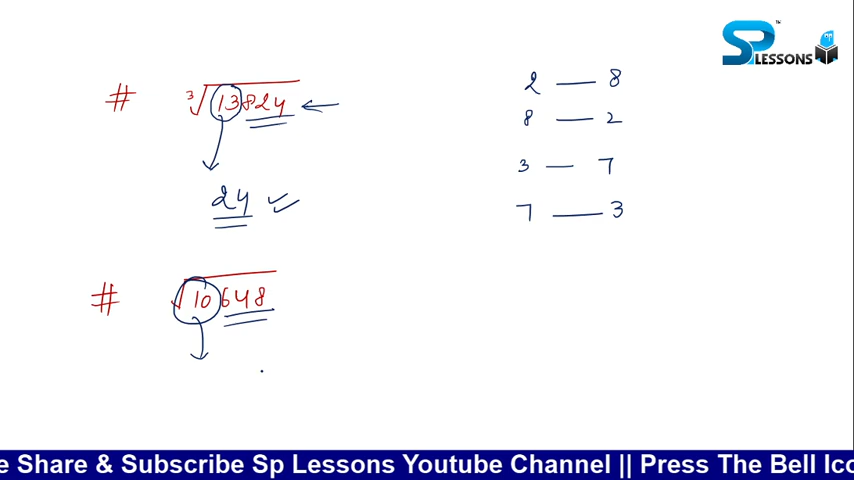 SP LESSONS
# ∛13824
24
# √10648
2 — 8
8 — 2
3 — 7
7 — 3
e Share & Subscribe Sp Lessons Youtube Channel || Press The Bell Ico